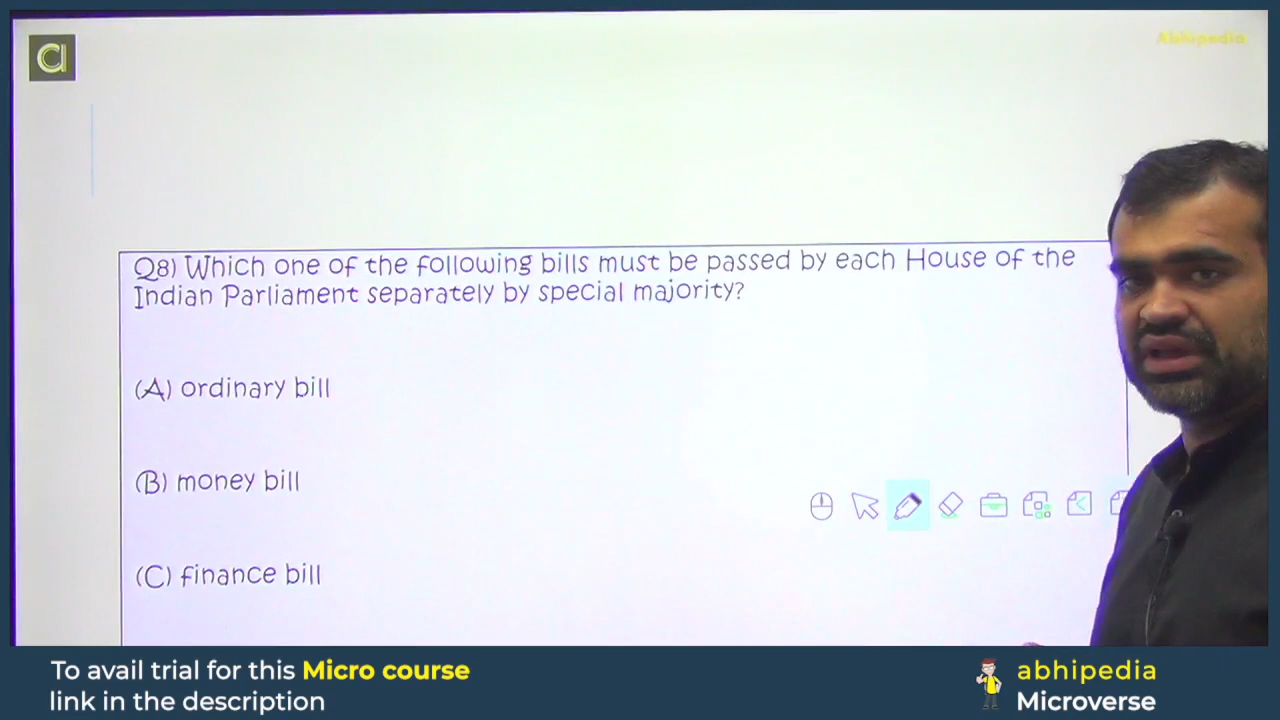 a
Abhipedia
Q8) Which one of the following bills must be passed by each House of the
Indian Parliament separately by special majority?
(A) ordinary bill
(B) money bill
(C) finance bill
To avail trial for this Micro course
link in the description
abhipedia
Microverse